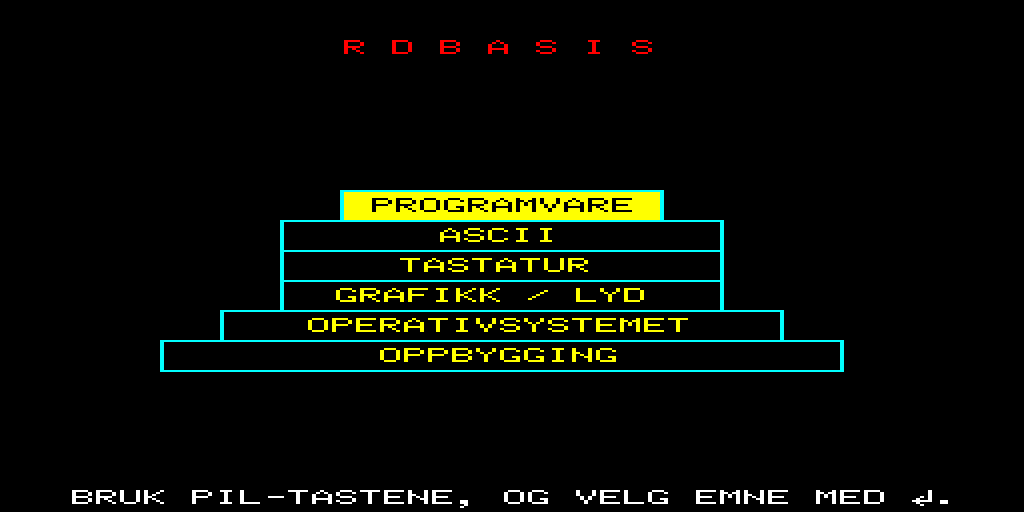 R D B A S I S
PROGRAMVARE
ASCII
TASTATUR
GRAFIKK / LYD
OPERATIVSYSTEMET
OPPBYGGING
BRUK PIL-TASTENE, OG VELG EMNE MED ↲.